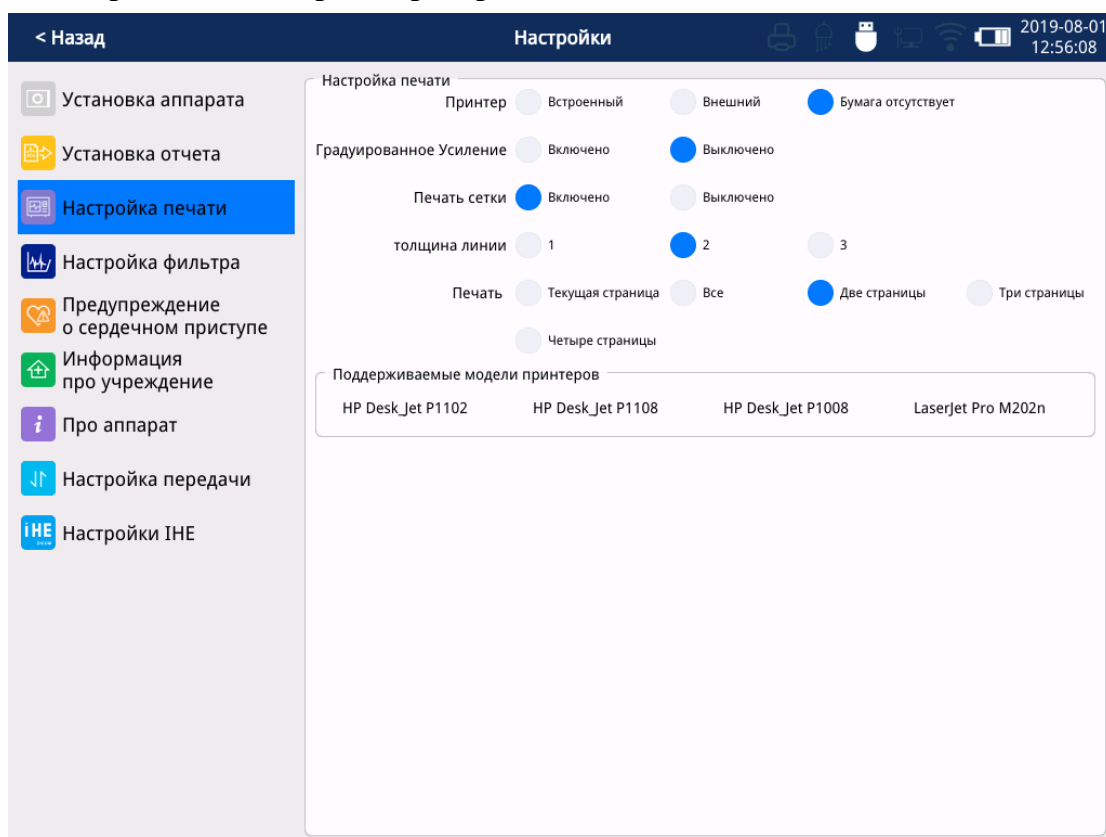 < Назад
Настройки
2019-08-01
12:56:08
Установка аппарата
Установка отчета
Настройка печати
Настройка фильтра
Предупреждение
о сердечном приступе
Информация
про учреждение
Про аппарат
Настройка передачи
iHE
Настройки IHE
Настройка печати
Принтер Встроенный Внешний Бумага отсутствует
Градуированное Усиление Включено Выключено
Печать сетки Включено Выключено
толщина линии 1 2 3
Печать Текущая страница Все Две страницы Три страницы
Четыре страницы
Поддерживаемые модели принтеров
HP Desk_Jet P1102 HP Desk_Jet P1108 HP Desk_Jet P1008 LaserJet Pro M202n